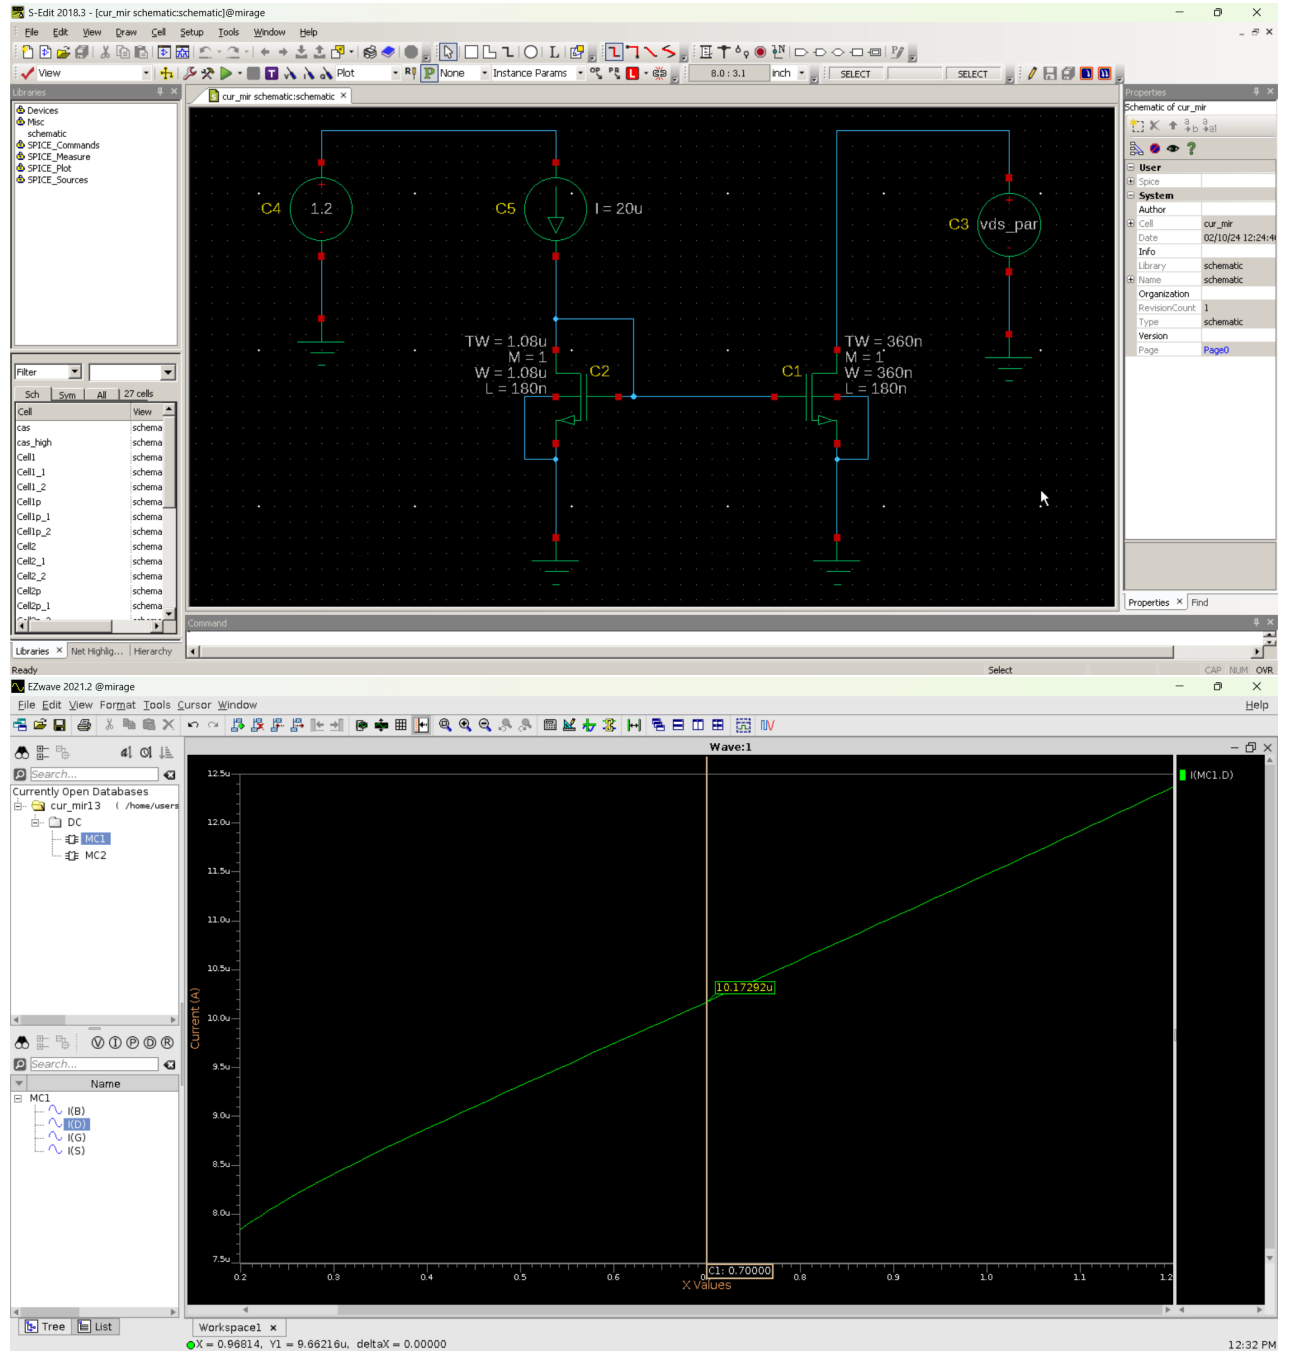 S-Edit 2018.3 - [cur_mir schematic:schematic]@mirage
File Edit View Draw Cell Setup Tools Window Help
View
Plot
None
Instance Params
8.0 : 3.1
inch
SELECT
SELECT
Libraries
cur_mir schematic:schematic
Properties
Devices
Misc
schematic
SPICE_Commands
SPICE_Measure
SPICE_Plot
SPICE_Sources
Filter
Sch Sym All 27 cells
Cell View
cas schema
cas_high schema
Cell1 schema
Cell1_1 schema
Cell1_2 schema
Cell1p schema
Cell1p_1 schema
Cell1p_2 schema
Cell2 schema
Cell2_1 schema
Cell2_2 schema
Cell2p schema
Cell2p_1 schema
Libraries Net Highlig... Hierarchy
Ready
C4 1.2
C5 I = 20u
C3 vds_par
TW = 1.08u
M = 1
W = 1.08u
L = 180n
C2
C1
TW = 360n
M = 1
W = 360n
L = 180n
Schematic of cur_mir
User
Spice
System
Author
Cell cur_mir
Date 02/10/24 12:24:4
Info
Library schematic
Name schematic
Organization
RevisionCount 1
Type schematic
Version
Page Page0
Properties Find
Command
Select
CAP NUM OVR
EZwave 2021.2 @mirage
File Edit View Format Tools Cursor Window
Help
Search...
Currently Open Databases
cur_mir13 ( /home/users
DC
MC1
MC2
V I P D R
Search...
Name
MC1
I(B)
I(D)
I(G)
I(S)
Tree List
Wave:1
I(MC1.D)
12.5u
12.0u
11.5u
11.0u
10.5u
10.0u
9.5u
9.0u
8.5u
8.0u
7.5u
Current (A)
10.17292u
C1: 0.70000
0.2 0.3 0.4 0.5 0.6 0.8 0.9 1.0 1.1 1.2
X Values
Workspace1
X = 0.96814, Y1 = 9.66216u, deltaX = 0.00000
12:32 PM